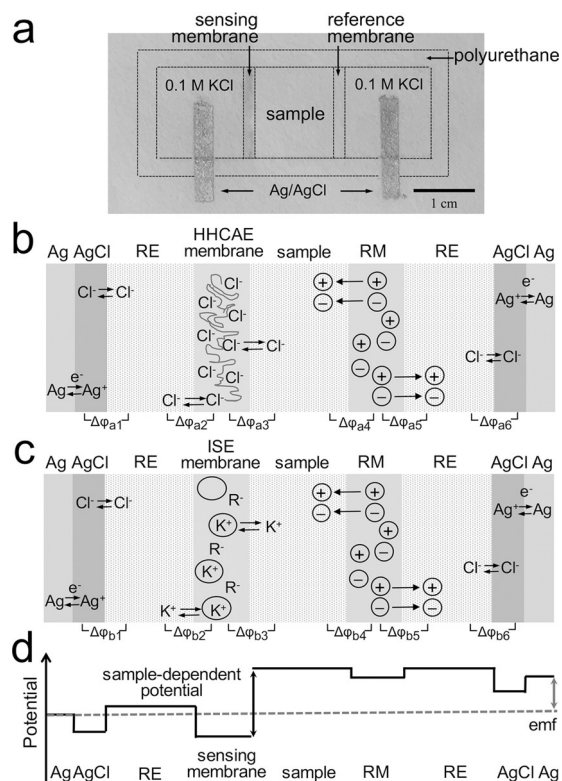 a
sensing
membrane
reference
membrane
polyurethane
0.1 M KCl
0.1 M KCl
sample
Ag/AgCl
1 cm
b
HHCAE
Ag AgCl RE membrane sample RM RE AgCl Ag
Cl⁻ Cl⁻
Cl⁻
Cl⁻
Cl⁻
Cl⁻
Cl⁻ Cl⁻
Cl⁻
Cl⁻
Cl⁻ Cl⁻
e⁻
Ag Ag⁺
+ +
− −
+
+ −
−
+ +
− −
e⁻
Ag⁺ Ag
Cl⁻ Cl⁻
Δφa1 Δφa2 Δφa3 Δφa4 Δφa5 Δφa6
c
ISE
Ag AgCl RE membrane sample RM RE AgCl Ag
Cl⁻ Cl⁻
R⁻
K⁺ K⁺
R⁻
K⁺
R⁻
K⁺ K⁺
e⁻
Ag Ag⁺
+ +
− −
+
+ −
−
+ +
− −
e⁻
Ag⁺ Ag
Cl⁻ Cl⁻
Δφb1 Δφb2 Δφb3 Δφb4 Δφb5 Δφb6
d
Potential
sample-dependent
potential
emf
sensing
Ag AgCl RE membrane sample RM RE AgCl Ag